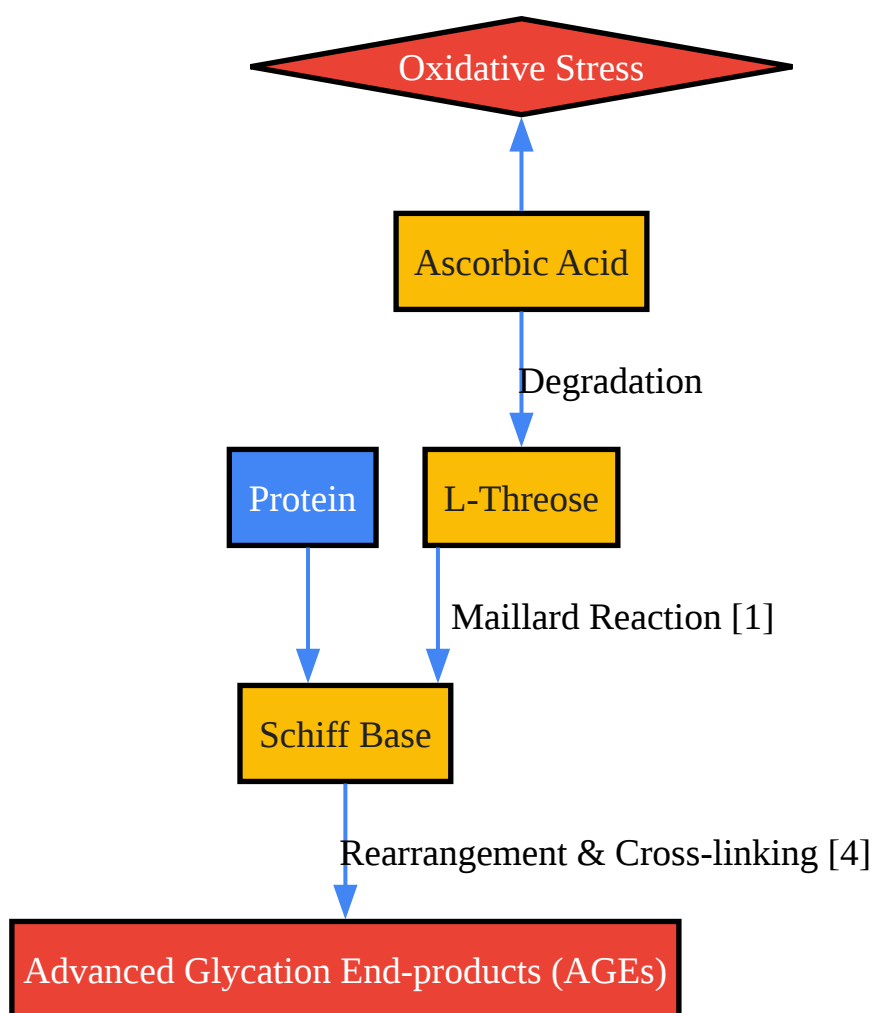 Oxidative Stress
Ascorbic Acid
Degradation
Protein
L-Threose
Maillard Reaction [1]
Schiff Base
Rearrangement & Cross-linking [4]
Advanced Glycation End-products (AGEs)